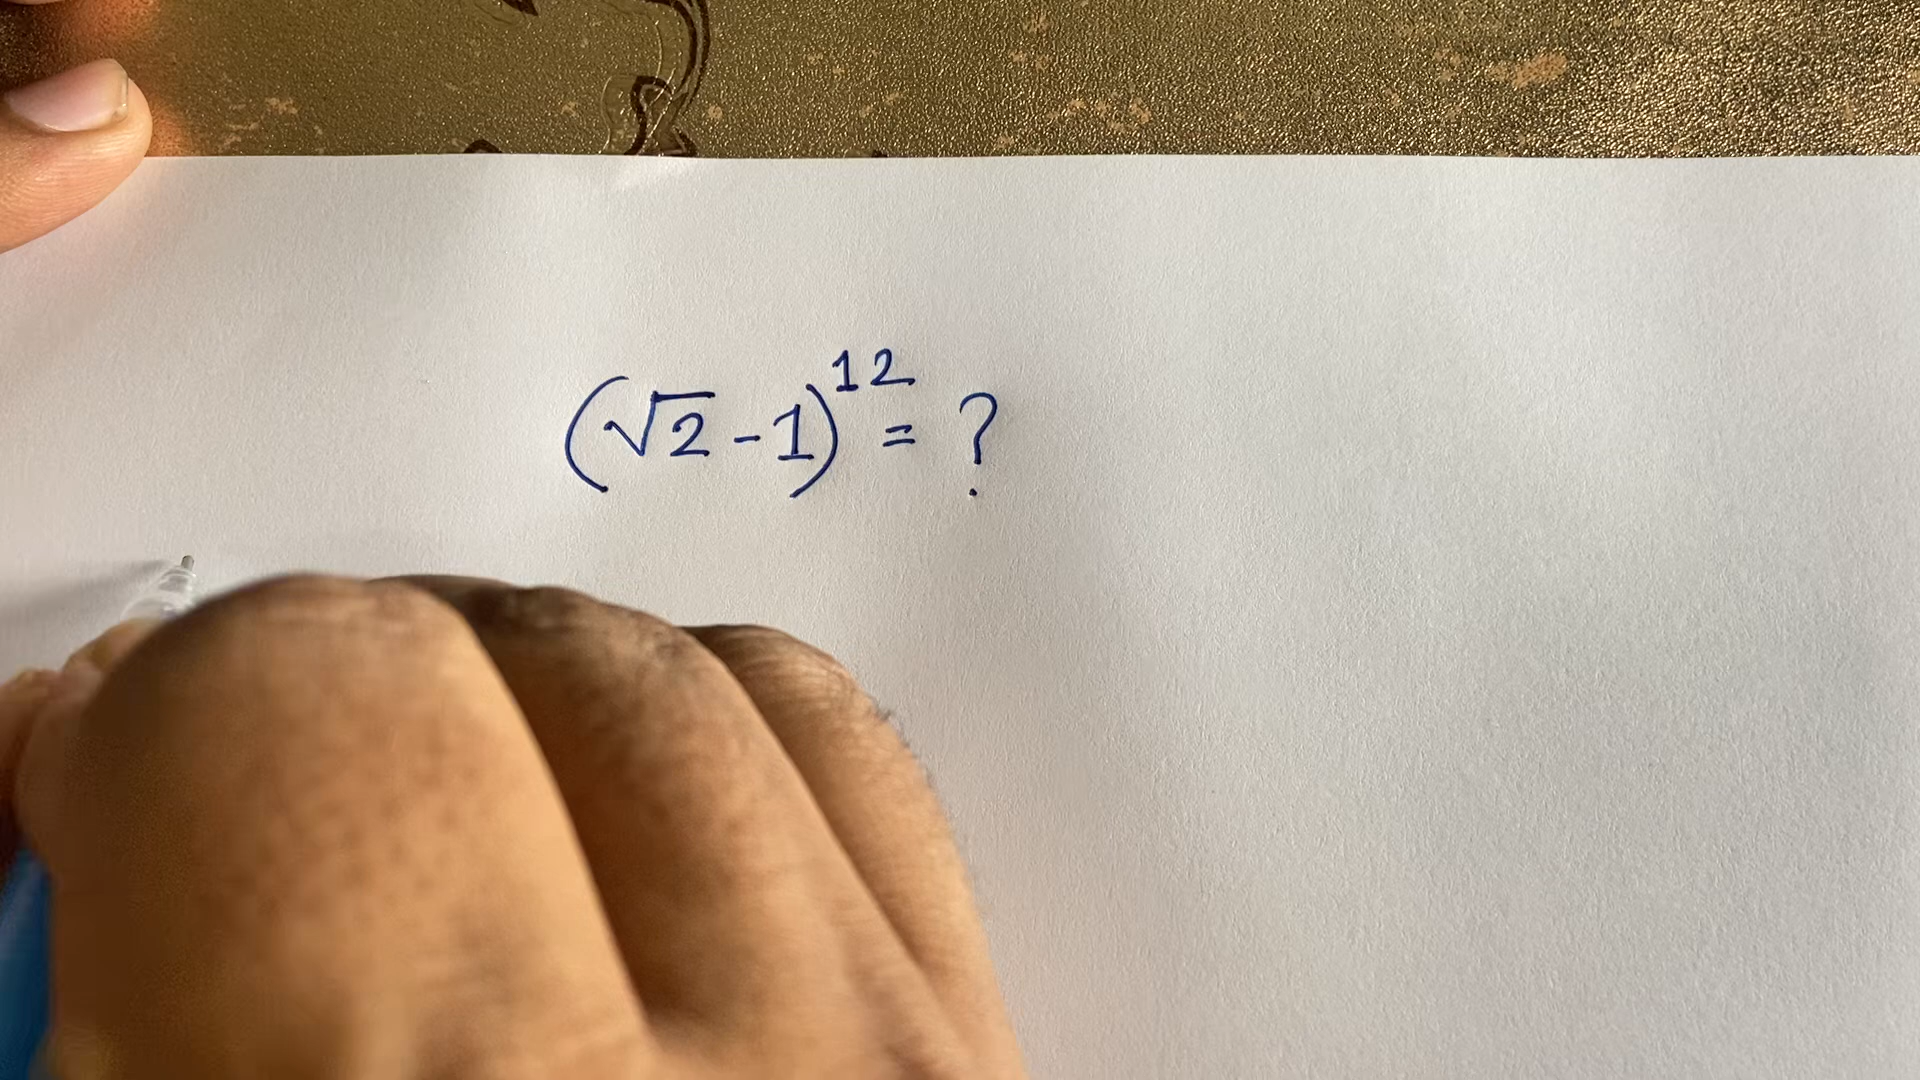 (√2-1)^12 = ?